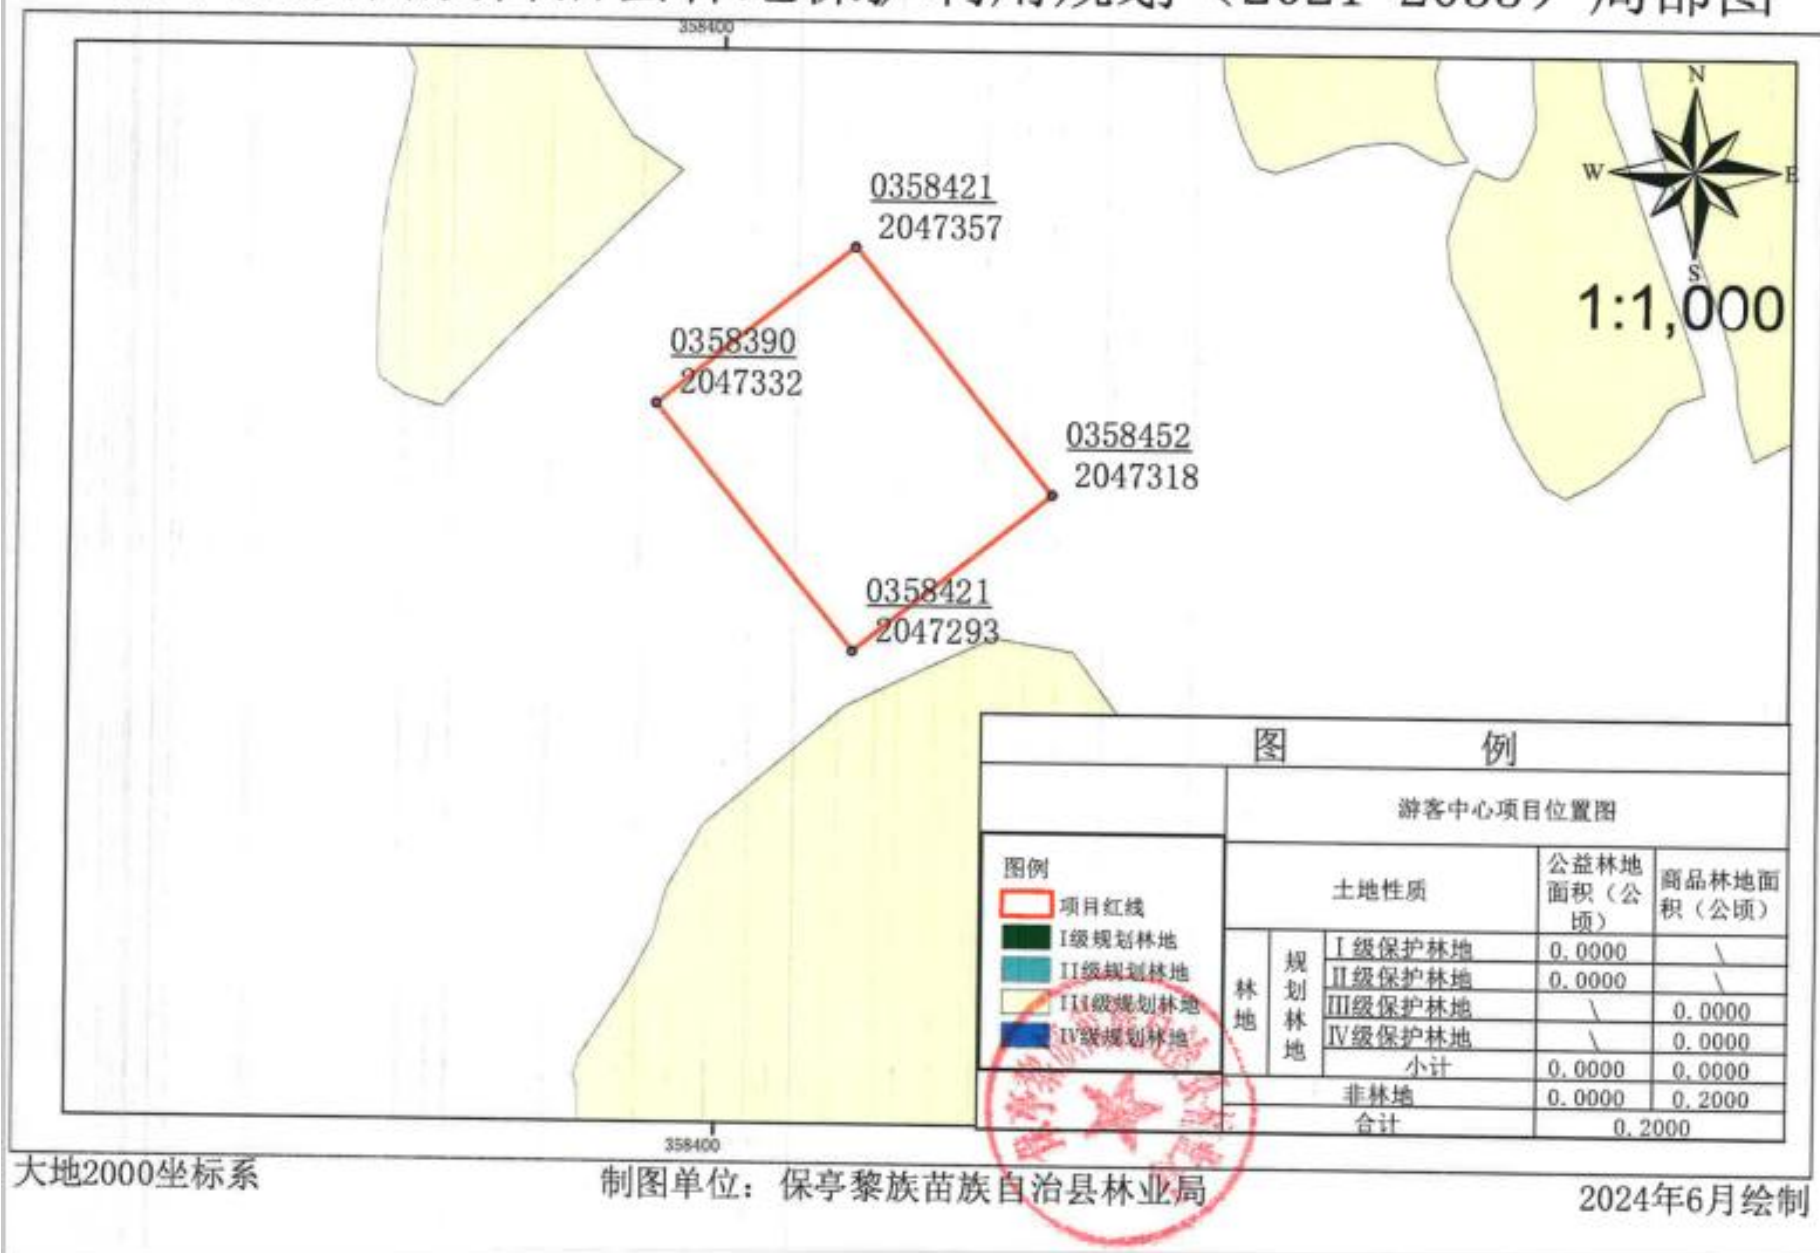 划（2021-2035）局部图
358400
N
W
E
S
1:1,000
0358421
2047357
0358390
2047332
0358452
2047318
0358421
2047293
图 例
游客中心项目位置图
图例
项目红线
I级规划林地
II级规划林地
III级规划林地
IV级规划林地
土地性质 公益林地面积（公顷） 商品林地面积（公顷）
林地 规划林地
I级保护林地 0.0000 \
II级保护林地 0.0000 \
III级保护林地 \ 0.0000
IV级保护林地 \ 0.0000
小计 0.0000 0.0000
非林地 0.0000 0.2000
合计 0.2000
358400
大地2000坐标系
制图单位：保亭黎族苗族自治县林业局
2024年6月绘制